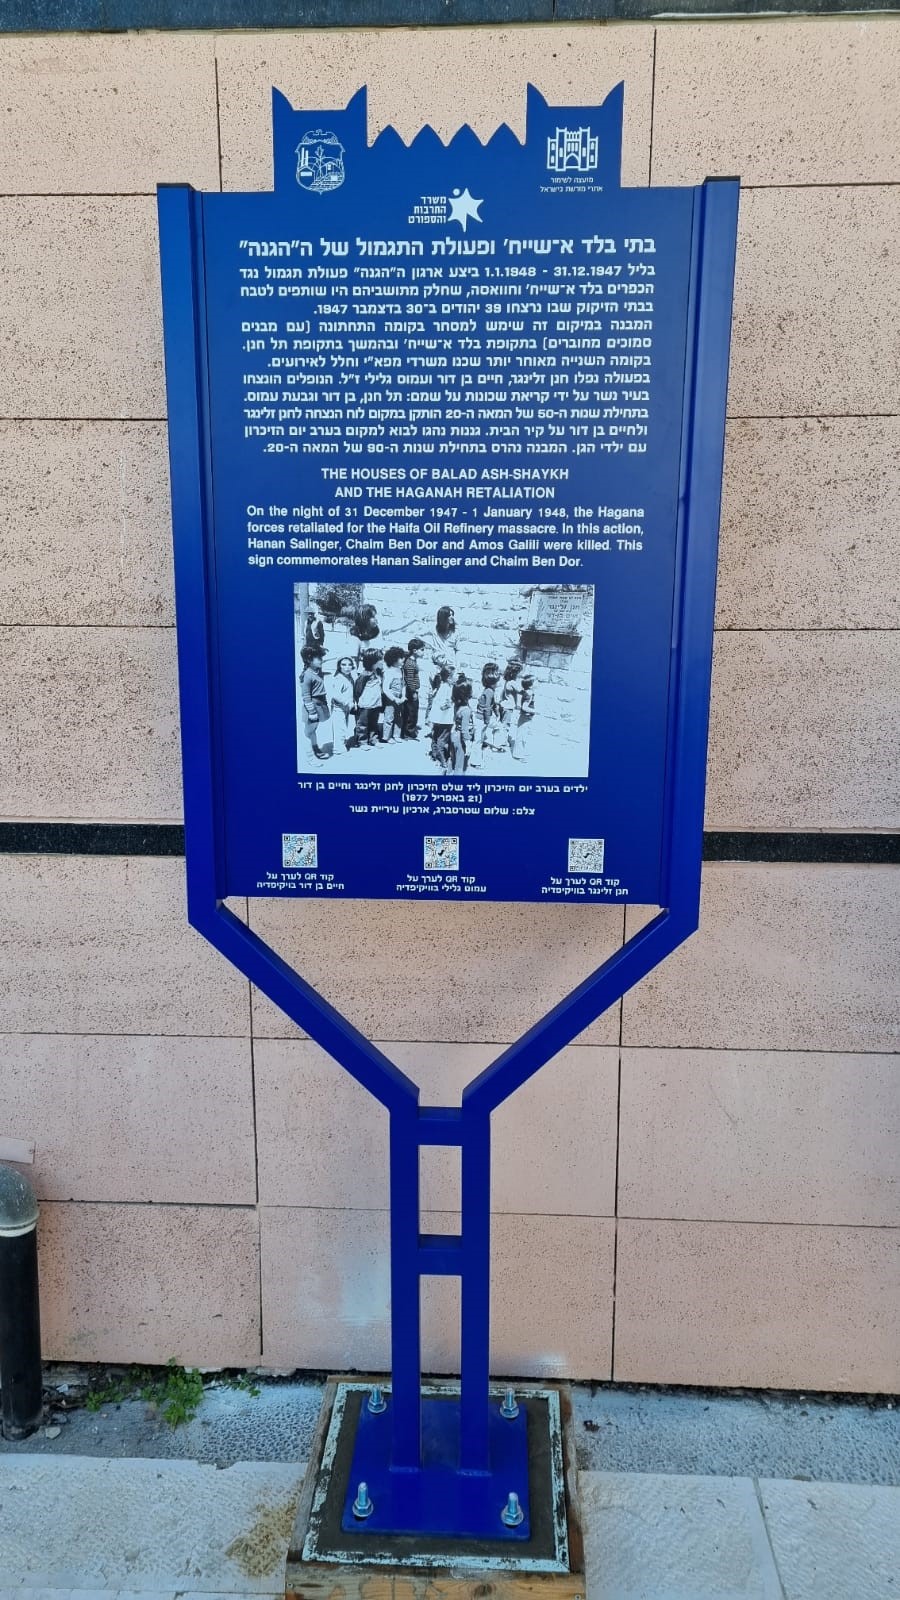 מועצה לשימור
אתרי מורשת בישראל
משרד
התרבות
והספורט
בתי בלד א־שייח' ופעולת התגמול של ה"הגנה"
בליל 31.12.1947 - 1.1.1948 ביצע ארגון ה"הגנה" פעולת תגמול נגד
הכפרים בלד א־שייח' וחוואסה, שחלק מתושביהם היו שותפים לטבח
בבתי הזיקוק שבו נרצחו 39 יהודים ב־30 בדצמבר 1947.
המבנה במיקום זה שימש למסחר בקומה התחתונה (עם מבנים
סמוכים מחוברים) בתקופת בלד א־שייח' ובהמשך בתקופת תל חנן.
בקומה השנייה מאוחר יותר שכנו משרדי מפא"י וחלל לאירועים.
בפעולה נפלו חנן זלינגר, חיים בן דור ועמוס גלילי ז"ל. הנופלים הונצחו
בעיר נשר על ידי קריאת שכונות על שמם: תל חנן, בן דור וגבעת עמוס.
בתחילת שנות ה-50 של המאה ה-20 הותקן במקום לוח הנצחה לחנן זלינגר
ולחיים בן דור על קיר הבית. גננות נהגו לבוא למקום בערב יום הזיכרון
עם ילדי הגן. המבנה נהרס בתחילת שנות ה-90 של המאה ה-20.
THE HOUSES OF BALAD ASH-SHAYKH
AND THE HAGANAH RETALIATION
On the night of 31 December 1947 - 1 January 1948, the Hagana
forces retaliated for the Haifa Oil Refinery massacre. In this action,
Hanan Salinger, Chaim Ben Dor and Amos Galili were killed. This
sign commemorates Hanan Salinger and Chaim Ben Dor.
חנן זלינגר
ילדים בערב יום הזיכרון ליד שלט הזיכרון לחנן זלינגר וחיים בן דור
(21 באפריל 1977)
צלם: שלום שטרסברג, ארכיון עיריית נשר
קוד QR לערך על
חנן זלינגר בוויקיפדיה
קוד QR לערך על
עמוס גלילי בוויקיפדיה
קוד QR לערך על
חיים בן דור בויקיפדיה